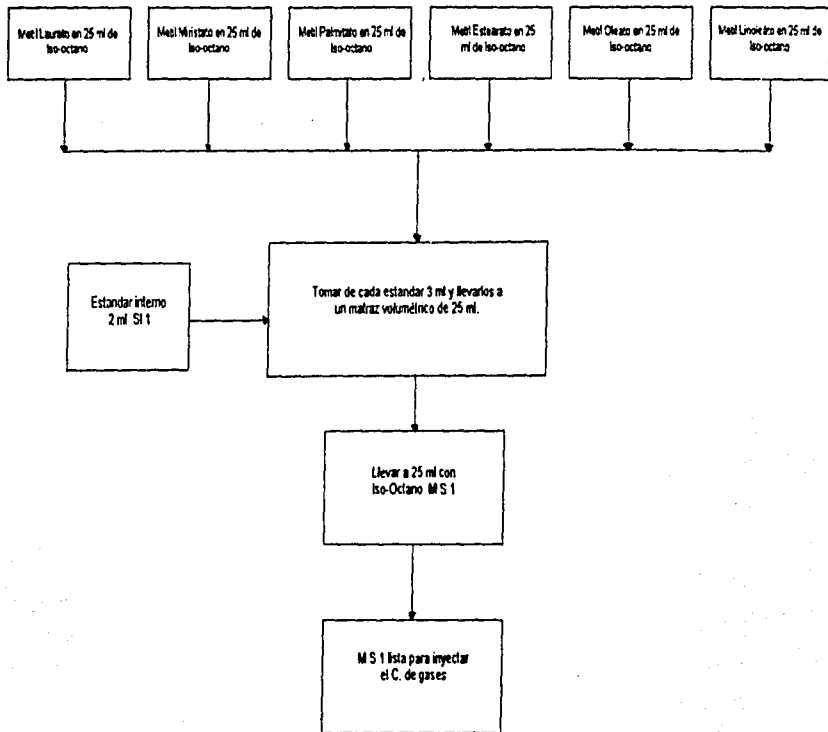 Metil Laurato en 25 ml de
Iso-octano
Metil Miristato en 25 ml de
Iso-octano
Metil Palmitato en 25 ml de
Iso-octano
Metil Estearato en 25
ml de Iso-octano
Metil Oleato en 25 ml de
Iso-octano
Metil Linoleato en 25 ml de
Iso-octano
Estandar interno
2 ml SI 1
Tomar de cada estandar 3 ml y llevarlos a
un matraz volumétrico de 25 ml.
Llevar a 25 ml con
Iso-Octano M S 1
M S 1 lista para inyectar
el C. de gases